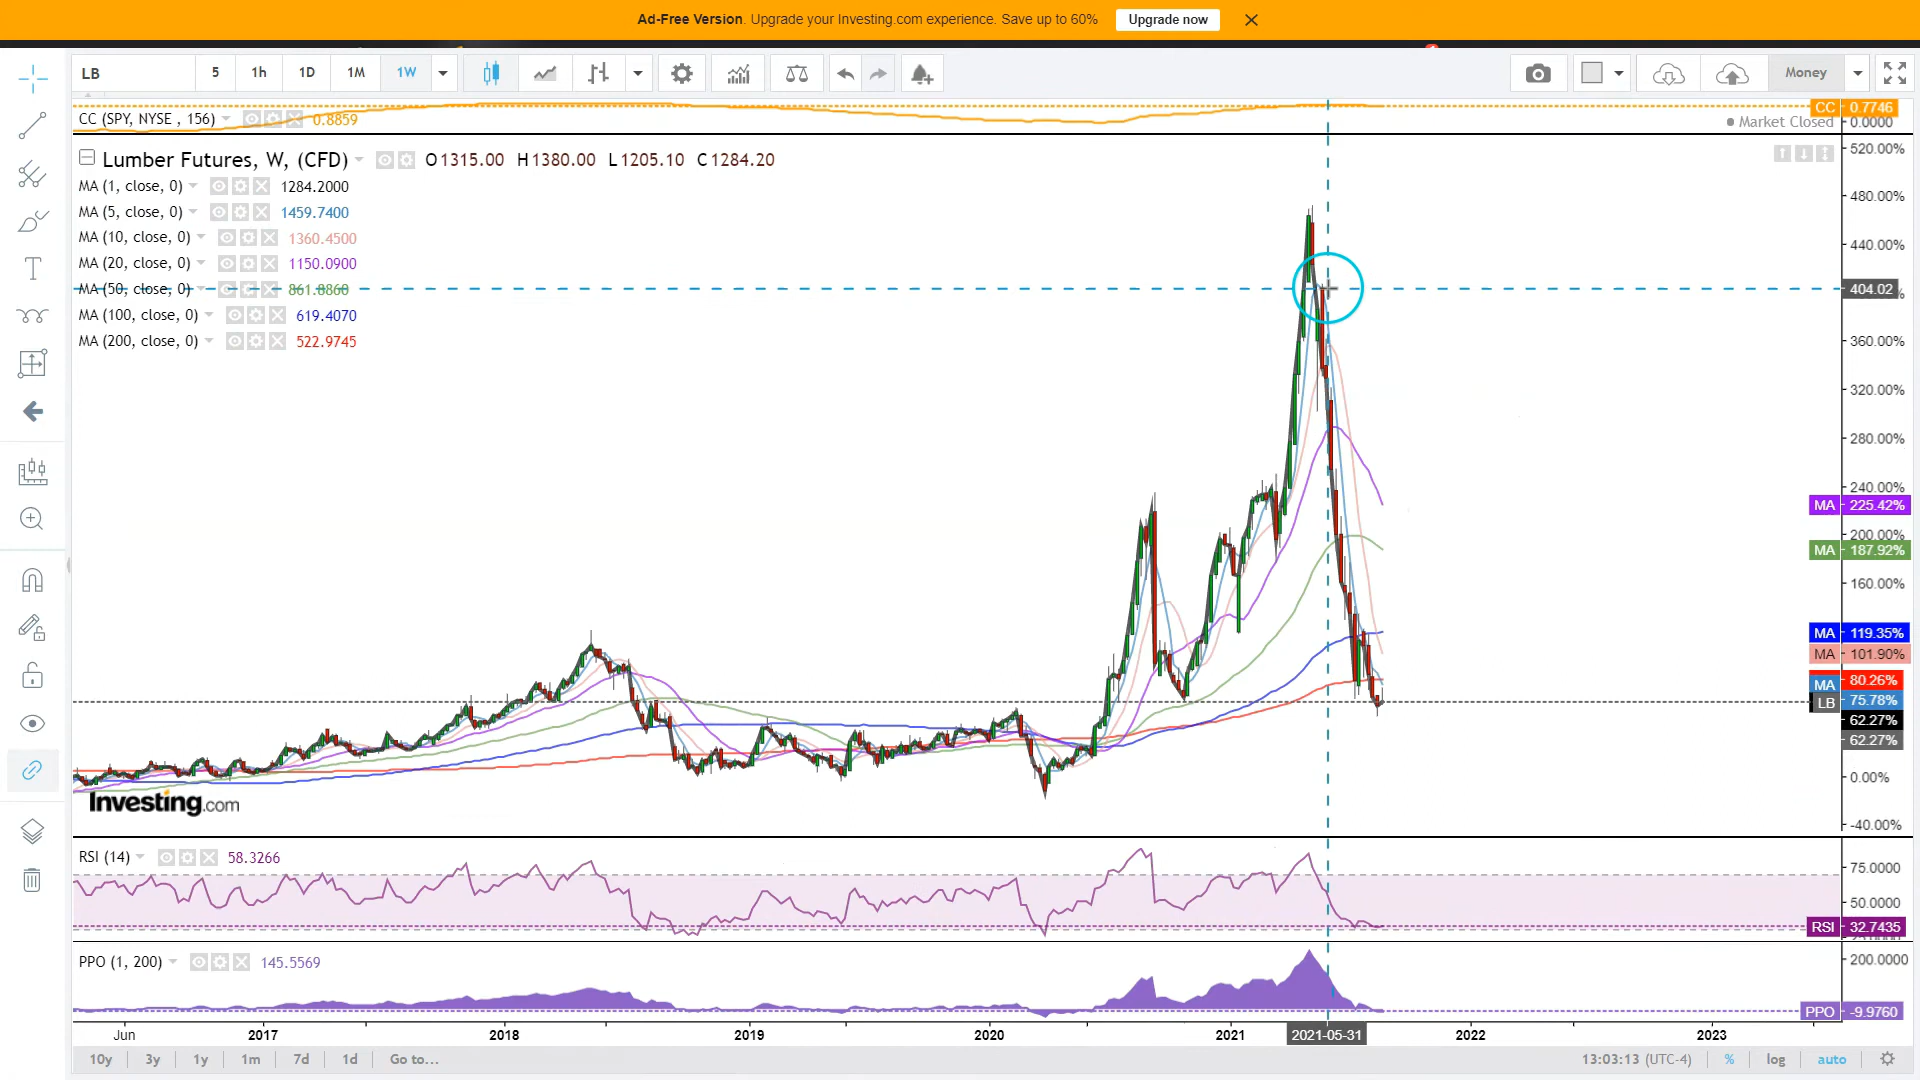 Ad-Free Version. Upgrade your Investing.com experience. Save up to 60% Upgrade now
LB 5 1h 1D 1M 1W Money
CC (SPY, NYSE , 156) 0.8859 CC 0.7746
Market Closed 0.0000
Lumber Futures, W, (CFD) O1315.00 H1380.00 L1205.10 C1284.20
MA (1, close, 0) 1284.2000
MA (5, close, 0) 1459.7400
MA (10, close, 0) 1360.4500
MA (20, close, 0) 1150.0900
MA (50, close, 0) 861.8860
MA (100, close, 0) 619.4070
MA (200, close, 0) 522.9745
520.00%
480.00%
440.00%
404.02
360.00%
320.00%
280.00%
240.00%
MA 225.42%
200.00%
MA 187.92%
160.00%
MA 119.35%
MA 101.90%
80.26%
MA 75.78%
LB 62.27%
62.27%
0.00%
-40.00%
Investing.com
RSI (14) 58.3266
75.0000
50.0000
RSI 32.7435
PPO (1, 200) 145.5569
200.0000
PPO -9.9760
Jun 2017 2018 2019 2020 2021 2021-05-31 2022 2023
10y 3y 1y 1m 7d 1d Go to... 13:03:13 (UTC-4) % log auto